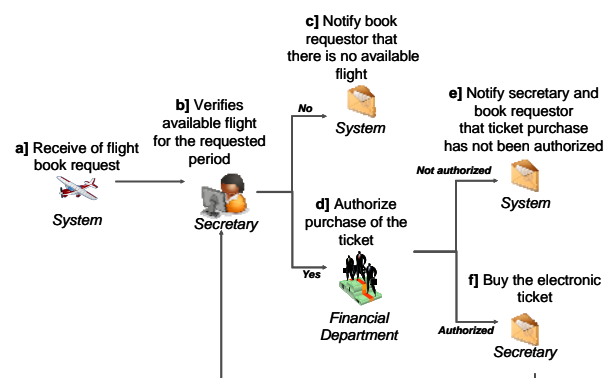 a] Receive of flight
book request
System
b] Verifies
available flight
for the requested
period
Secretary
c] Notify book
requestor that
there is no available
flight
No
System
d] Authorize
purchase of the
ticket
Yes
Financial
Department
e] Notify secretary and
book requestor
that ticket purchase
has not been authorized
Not authorized
System
f] Buy the electronic
ticket
Authorized
Secretary